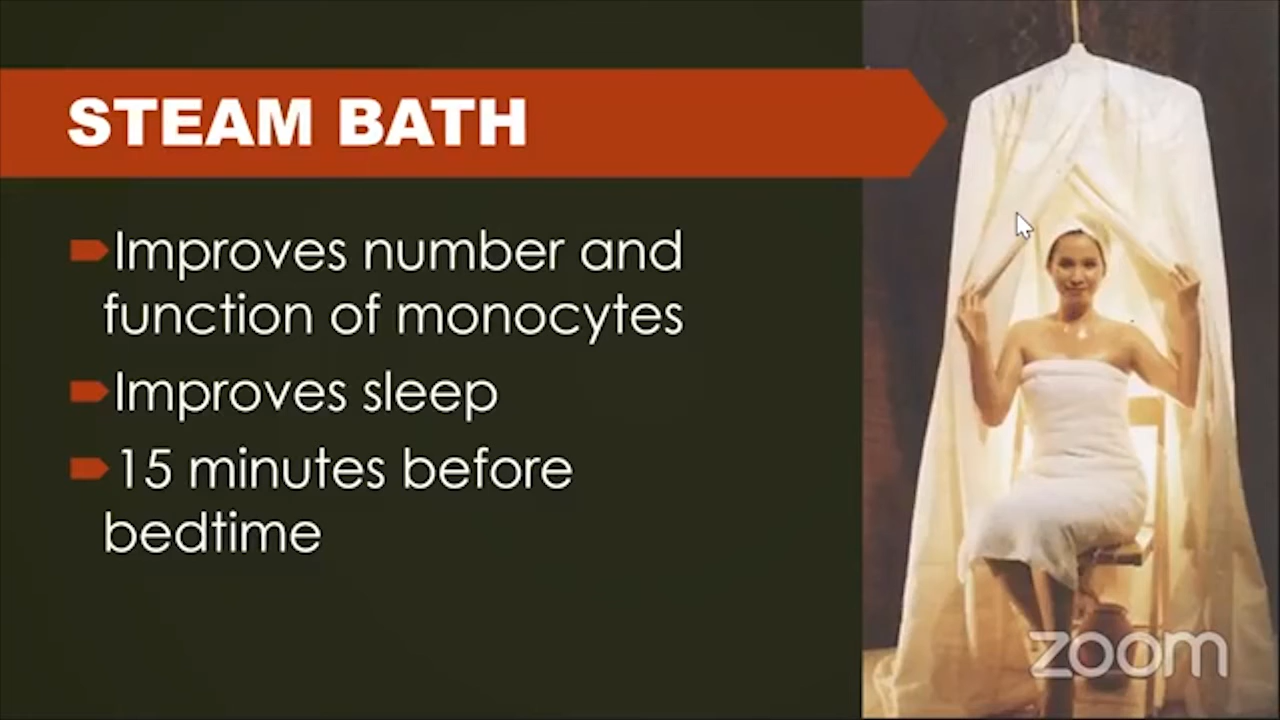 STEAM BATH
Improves number and
function of monocytes
Improves sleep
15 minutes before
bedtime
zoom